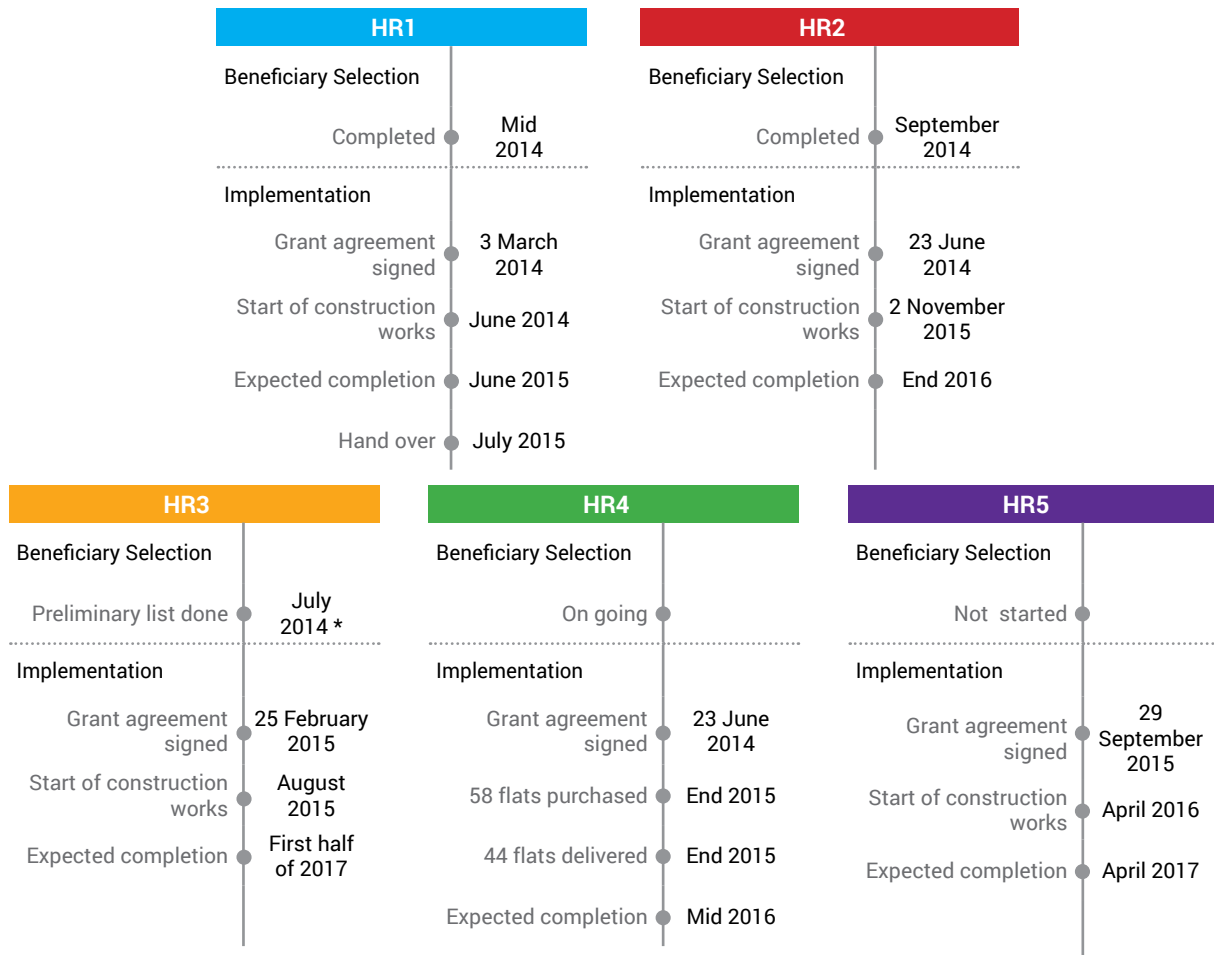 HR1
Beneficiary Selection
Completed
Mid
2014
Implementation
Grant agreement
signed
3 March
2014
Start of construction
works
June 2014
Expected completion
June 2015
Hand over
July 2015
HR2
Beneficiary Selection
Completed
September
2014
Implementation
Grant agreement
signed
23 June
2014
Start of construction
works
2 November
2015
Expected completion
End 2016
HR3
Beneficiary Selection
Preliminary list done
July
2014 *
Implementation
Grant agreement
signed
25 February
2015
Start of construction
works
August
2015
Expected completion
First half
of 2017
HR4
Beneficiary Selection
On going
Implementation
Grant agreement
signed
23 June
2014
58 flats purchased
End 2015
44 flats delivered
End 2015
Expected completion
Mid 2016
HR5
Beneficiary Selection
Not started
Implementation
Grant agreement
signed
29
September
2015
Start of construction
works
April 2016
Expected completion
April 2017